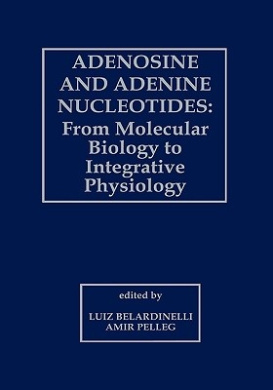 ADENOSINE
AND ADENINE
NUCLEOTIDES:
From Molecular
Biology to
Integrative
Physiology
edited by
LUIZ BELARDINELLI
AMIR PELLEG